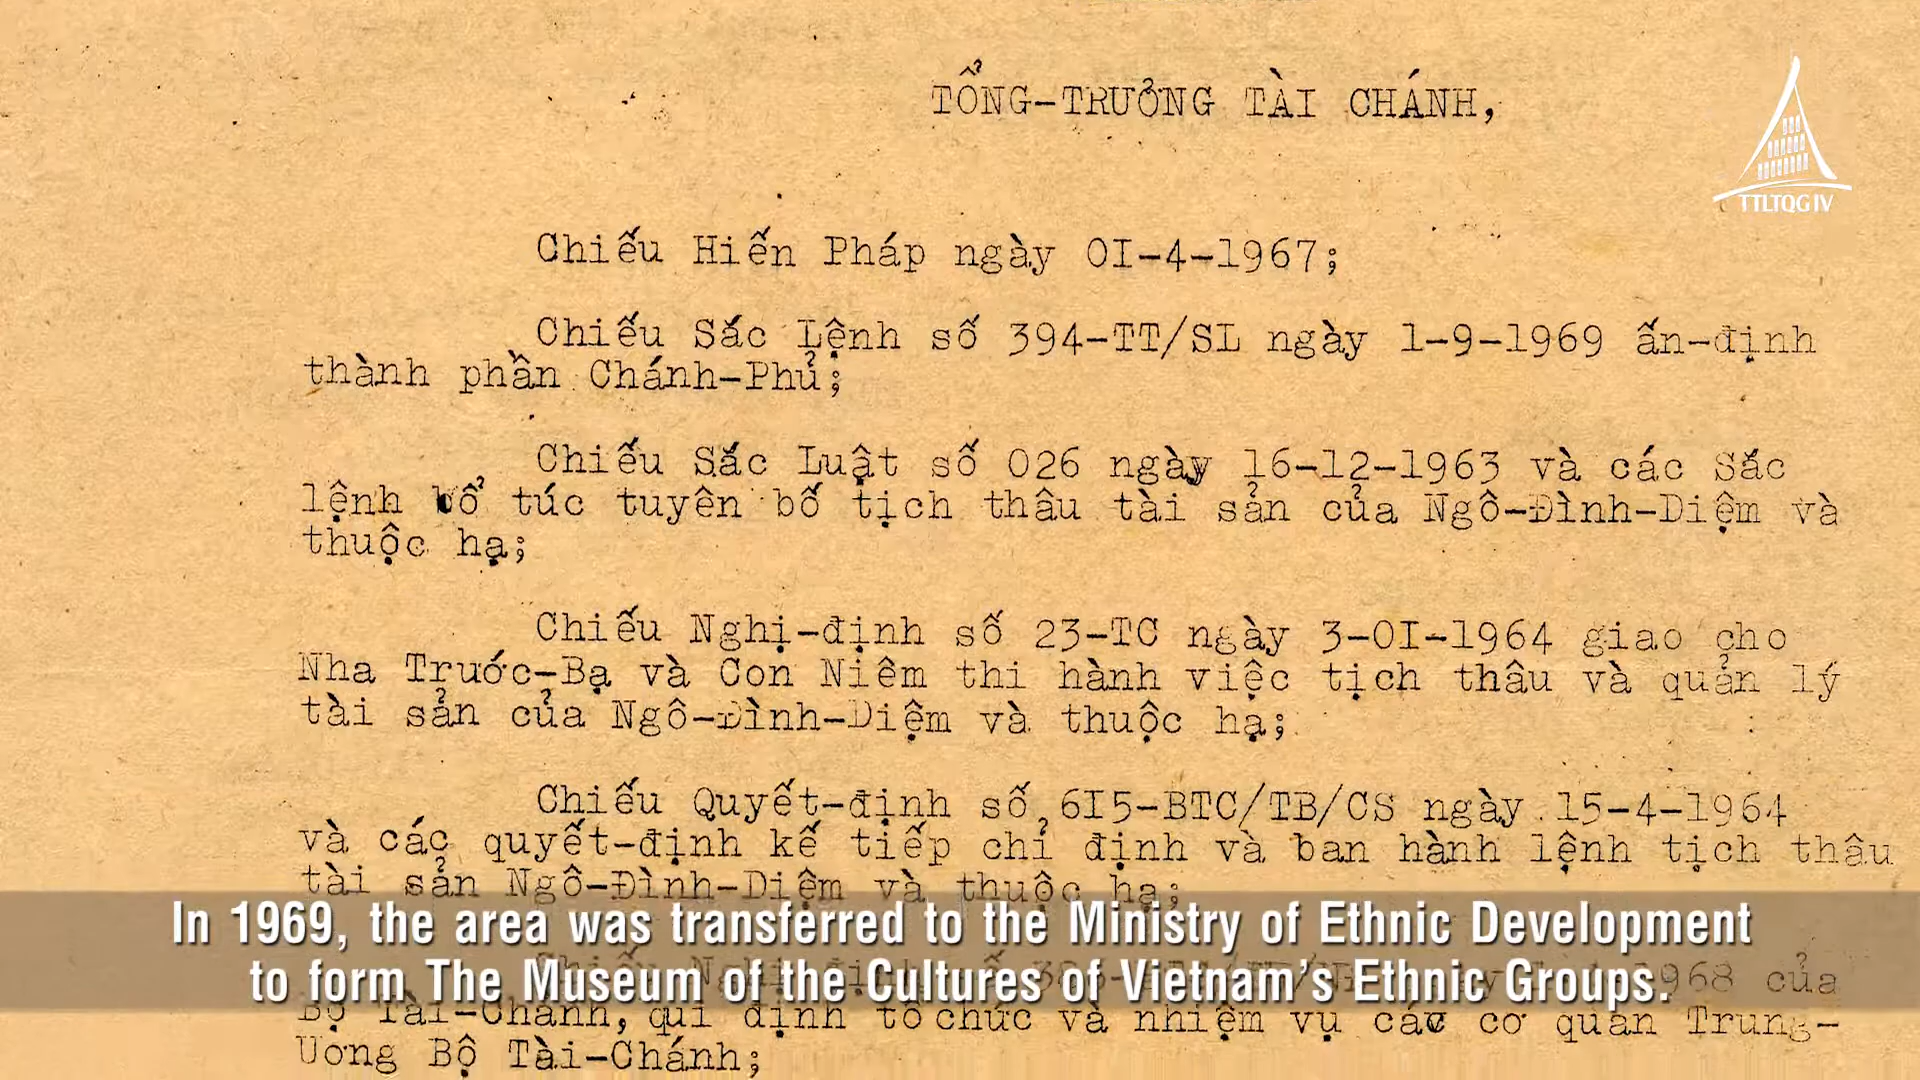 TỔNG-TRƯỞNG TÀI CHÁNH,
TTLTQG IV
Chiếu Hiến Pháp ngày OI-4-1967;
Chiếu Sắc Lệnh số 394-TT/SL ngày 1-9-1969 ấn-định
thành phần Chánh-Phủ;
Chiếu Sắc Luật số 026 ngày 16-12-1963 và các Sắc
lệnh bổ túc tuyên bố tịch thâu tài sản của Ngô-Đình-Diệm và
thuộc hạ;
Chiếu Nghị-định số 23-TC ngày 3-OI-1964 giao cho
Nha Trước-Bạ và Con Niêm thi hành việc tịch thâu và quản lý
tài sản của Ngô-Đình-Diệm và thuộc hạ;
Chiếu Quyết-định số 6I5-BTC/TB/CS ngày 15-4-1964
và các quyết-định kế tiếp chỉ định và ban hành lệnh tịch thâu
tài sản Ngô-Đình-Diệm và thuộc hạ;
In 1969, the area was transferred to the Ministry of Ethnic Development
to form The Museum of the Cultures of Vietnam's Ethnic Groups.
1968 của
Bộ Tài-Chánh, qui định tổ chức và nhiệm vụ các cơ quan Trung-
Ương Bộ Tài-Chánh;